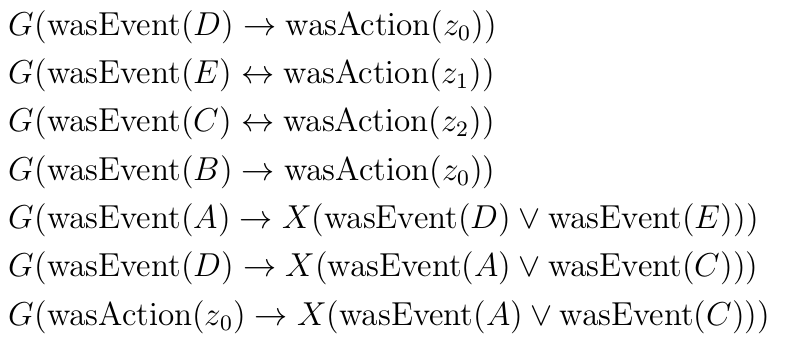 G(wasEvent(D) → wasAction(z₀))
G(wasEvent(E) ↔ wasAction(z₁))
G(wasEvent(C) ↔ wasAction(z₂))
G(wasEvent(B) → wasAction(z₀))
G(wasEvent(A) → X(wasEvent(D) ∨ wasEvent(E)))
G(wasEvent(D) → X(wasEvent(A) ∨ wasEvent(C)))
G(wasAction(z₀) → X(wasEvent(A) ∨ wasEvent(C)))